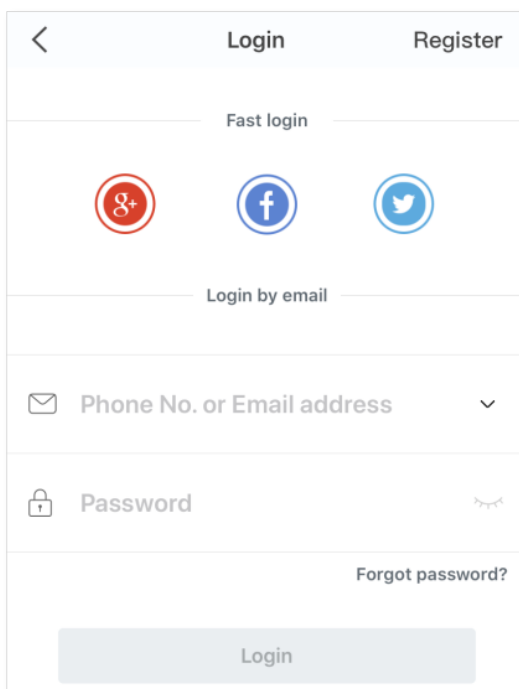 Login Register
Fast login
g+ f
Login by email
Phone No. or Email address
Password
Forgot password?
Login